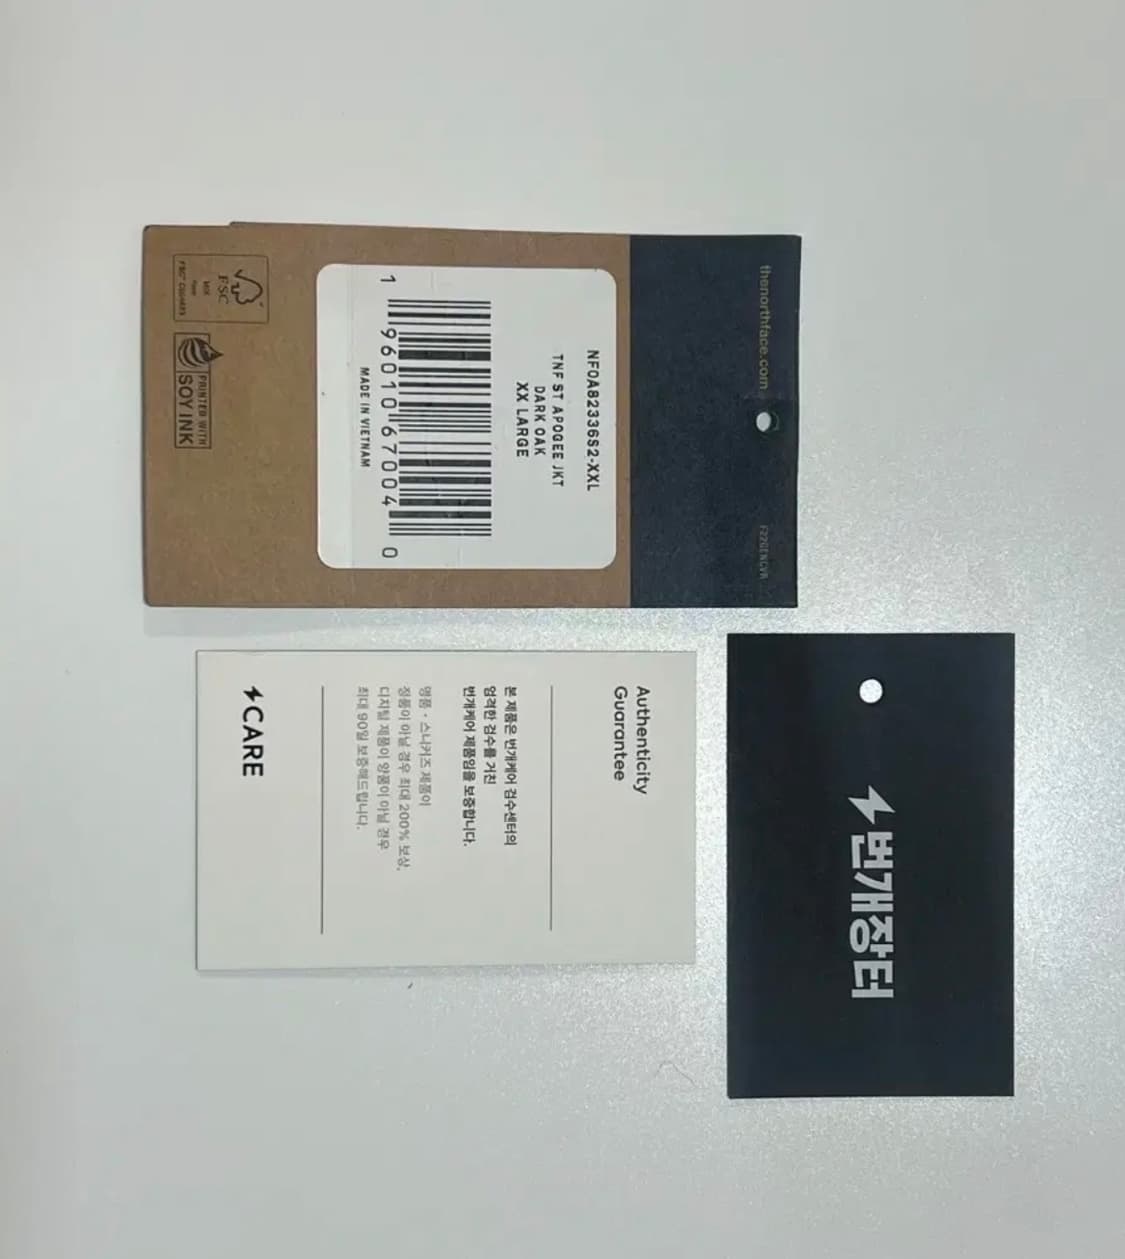 thenorthface.com
F22GENGVR
NF0A82336S2-XXL
TNF ST APOGEE JKT
DARK OAK
XX LARGE
1 96010 67004 0
MADE IN VIETNAM
FSC
MIX
Paper
PRINTED WITH
SOY INK
Authenticity
Guarantee
본 제품은 번개케어 검수센터의
엄격한 검수를 거친
번개케어 제품임을 보증합니다.
명품・스니커즈 제품이
정품이 아닐 경우 최대 200% 보상,
디지털 제품이 양품이 아닐 경우
최대 90일 보증해드립니다.
CARE
번개장터